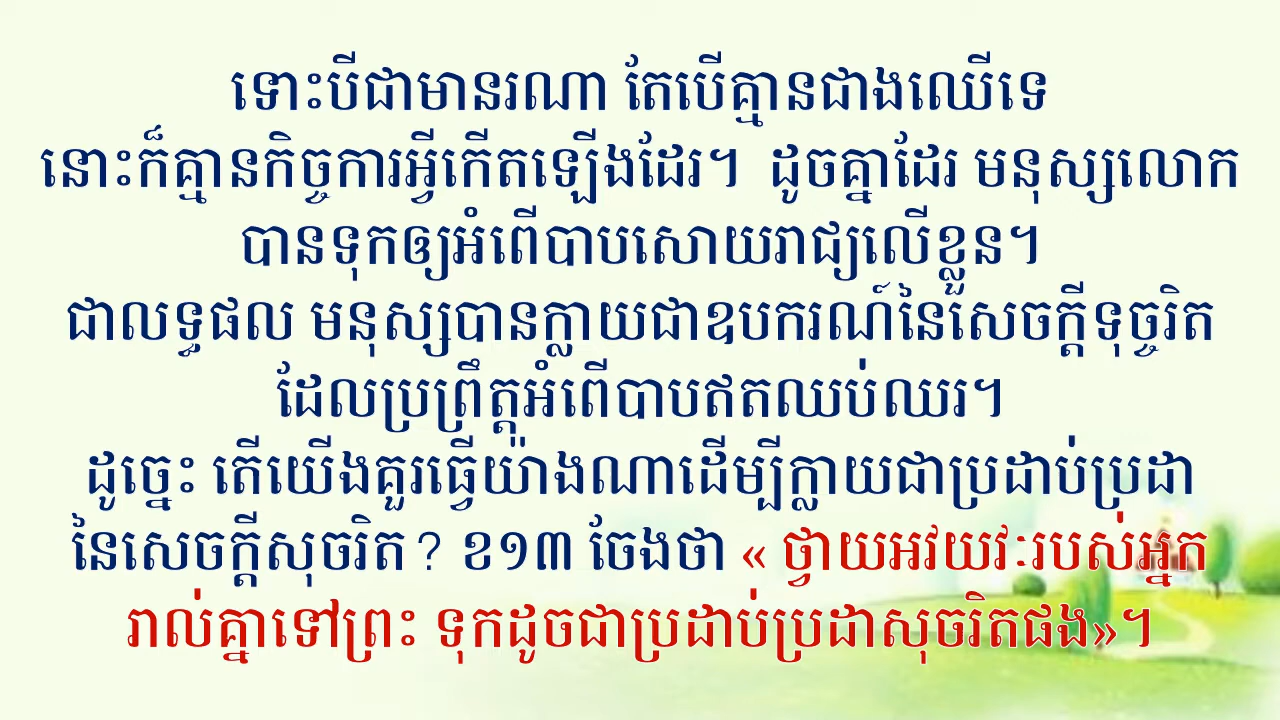 ទោះបីជាមានរណា តែបើគ្មានជាងឈើទេ
នោះក៏គ្មានកិច្ចការអ្វីកើតឡើងដែរ។ ដូចគ្នាដែរ មនុស្សលោក
បានទុកឲ្យអំពើបាបសោយរាជ្យលើខ្លួន។
ជាលទ្ធផល មនុស្សបានក្លាយជាឧបករណ៍នៃសេចក្តីទុច្ចរិត
ដែលប្រព្រឹត្តអំពើបាបឥតឈប់ឈរ។
ដូច្នេះ តើយើងគួរធ្វើយ៉ាងណាដើម្បីក្លាយជាប្រដាប់ប្រដា
នៃសេចក្តីសុចរិត? ខ១៣ ចែងថា « ថ្វាយអវយវៈរបស់អ្នក
រាល់គ្នាទៅព្រះ ទុកដូចជាប្រដាប់ប្រដាសុចរិតផង»។